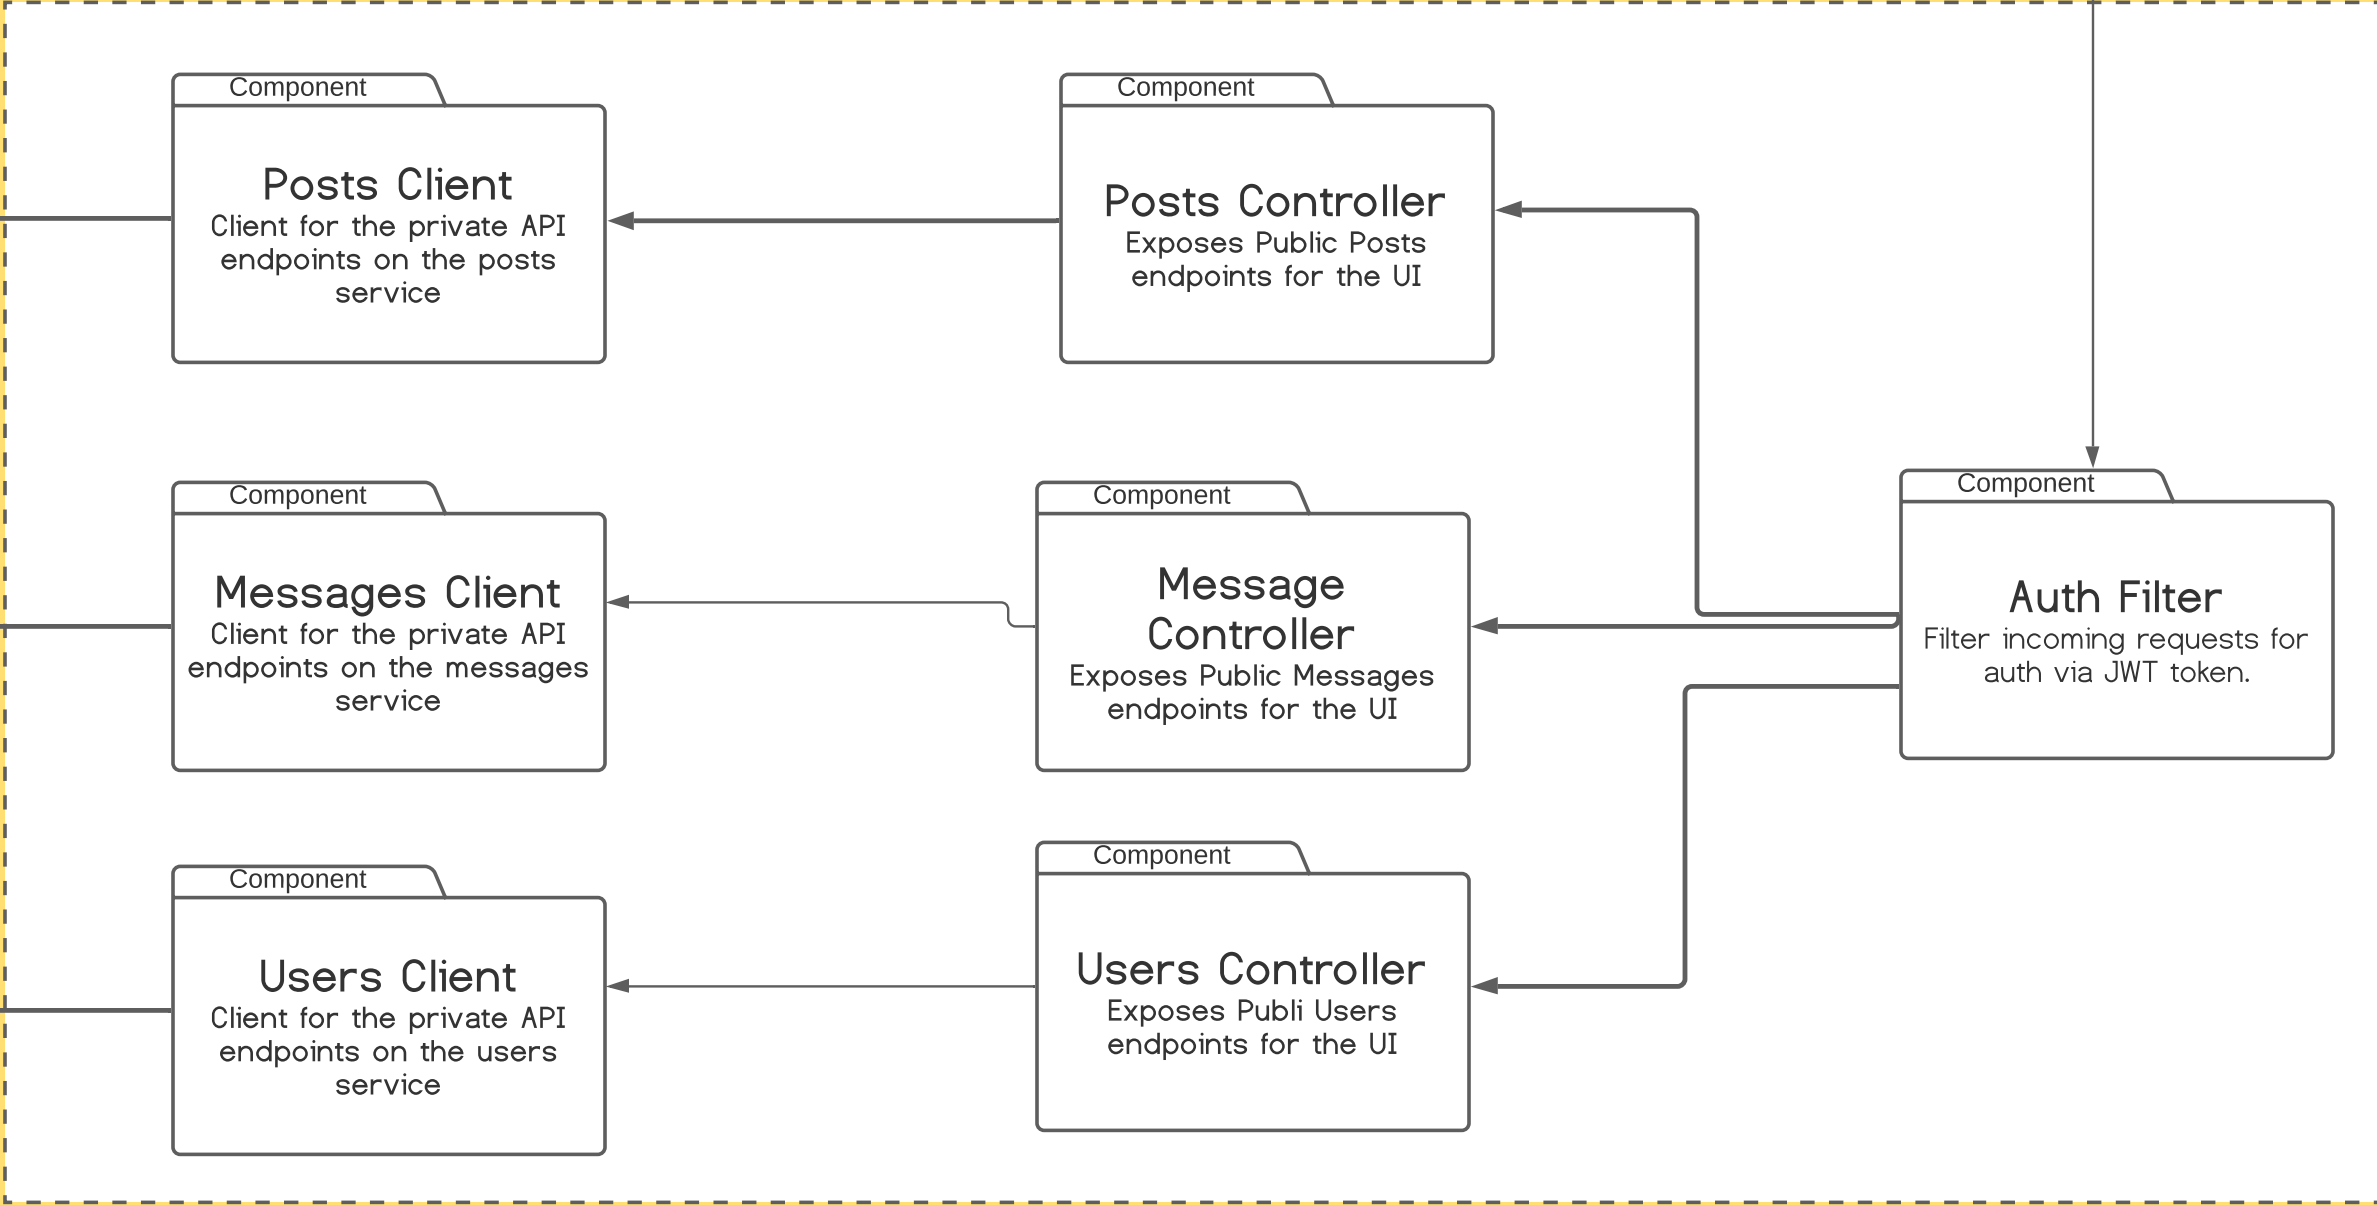 Component
Posts Client
Client for the private API
endpoints on the posts
service
Component
Posts Controller
Exposes Public Posts
endpoints for the UI
Component
Messages Client
Client for the private API
endpoints on the messages
service
Component
Message
Controller
Exposes Public Messages
endpoints for the UI
Component
Auth Filter
Filter incoming requests for
auth via JWT token.
Component
Users Client
Client for the private API
endpoints on the users
service
Component
Users Controller
Exposes Publi Users
endpoints for the UI